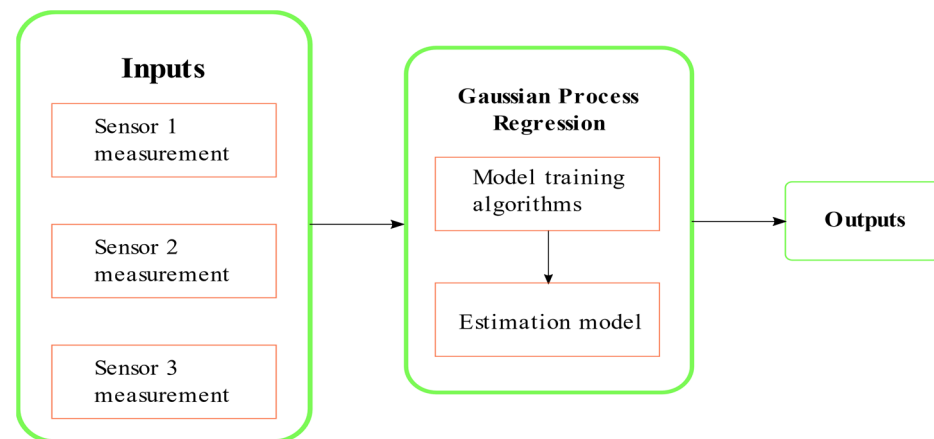 Inputs
Sensor 1
measurement
Sensor 2
measurement
Sensor 3
measurement
Gaussian Process
Regression
Model training
algorithms
Estimation model
Outputs